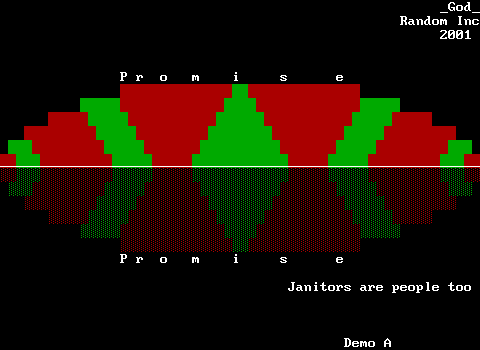 _God_
Random Inc
2001
P r o m i s e
P r o m i s e
Janitors are people too
Demo A